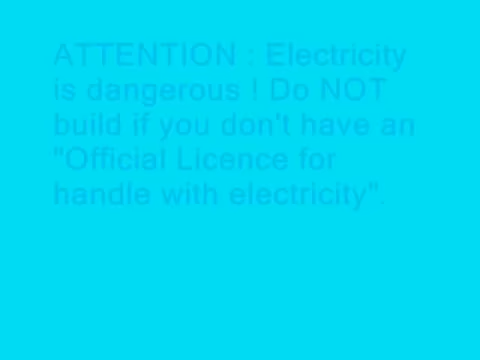 ATTENTION : Electricity
is dangerous ! Do NOT
build if you don't have an
"Official Licence for
handle with electricity".